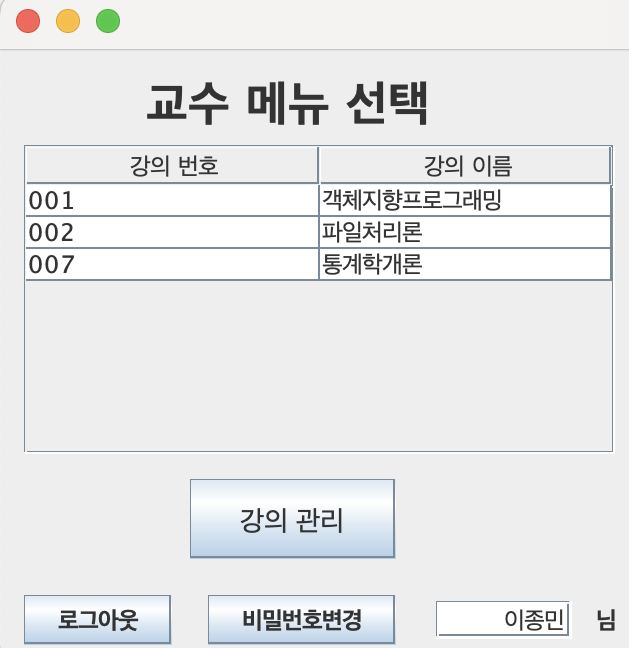 교수 메뉴 선택
강의 번호 강의 이름
001 객체지향프로그래밍
002 파일처리론
007 통계학개론
강의 관리
로그아웃 비밀번호변경 이종민 님